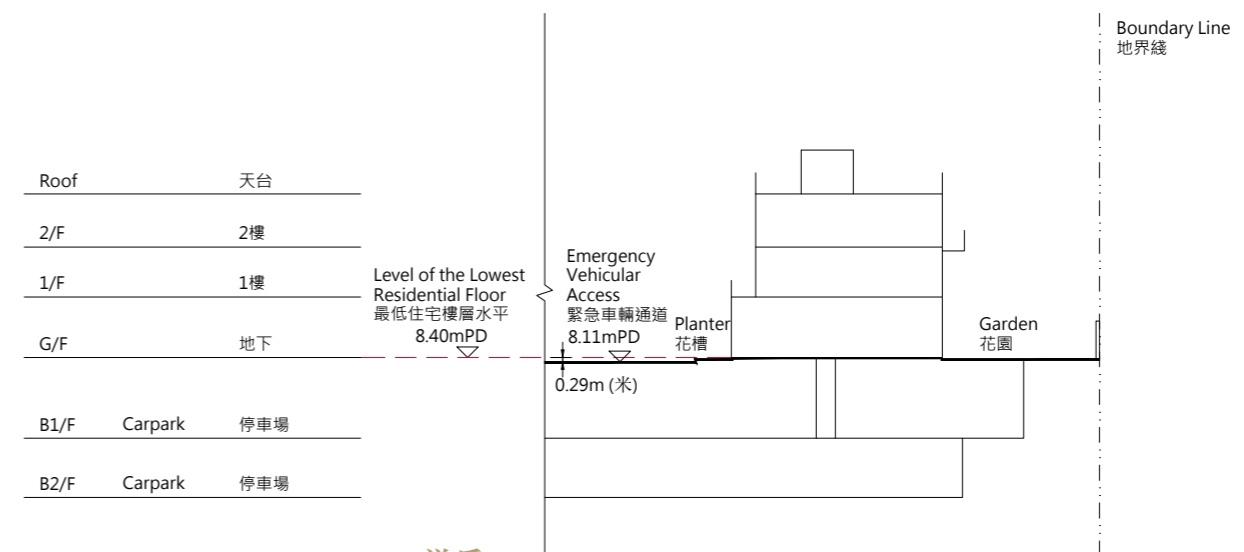 Boundary Line
地界綫
Roof 天台
2/F 2樓
1/F 1樓
G/F 地下
B1/F Carpark 停車場
B2/F Carpark 停車場
Level of the Lowest
Residential Floor
最低住宅樓層水平
8.40mPD
Emergency
Vehicular
Access
緊急車輛通道
8.11mPD
0.29m (米)
Planter
花槽
Garden
花園